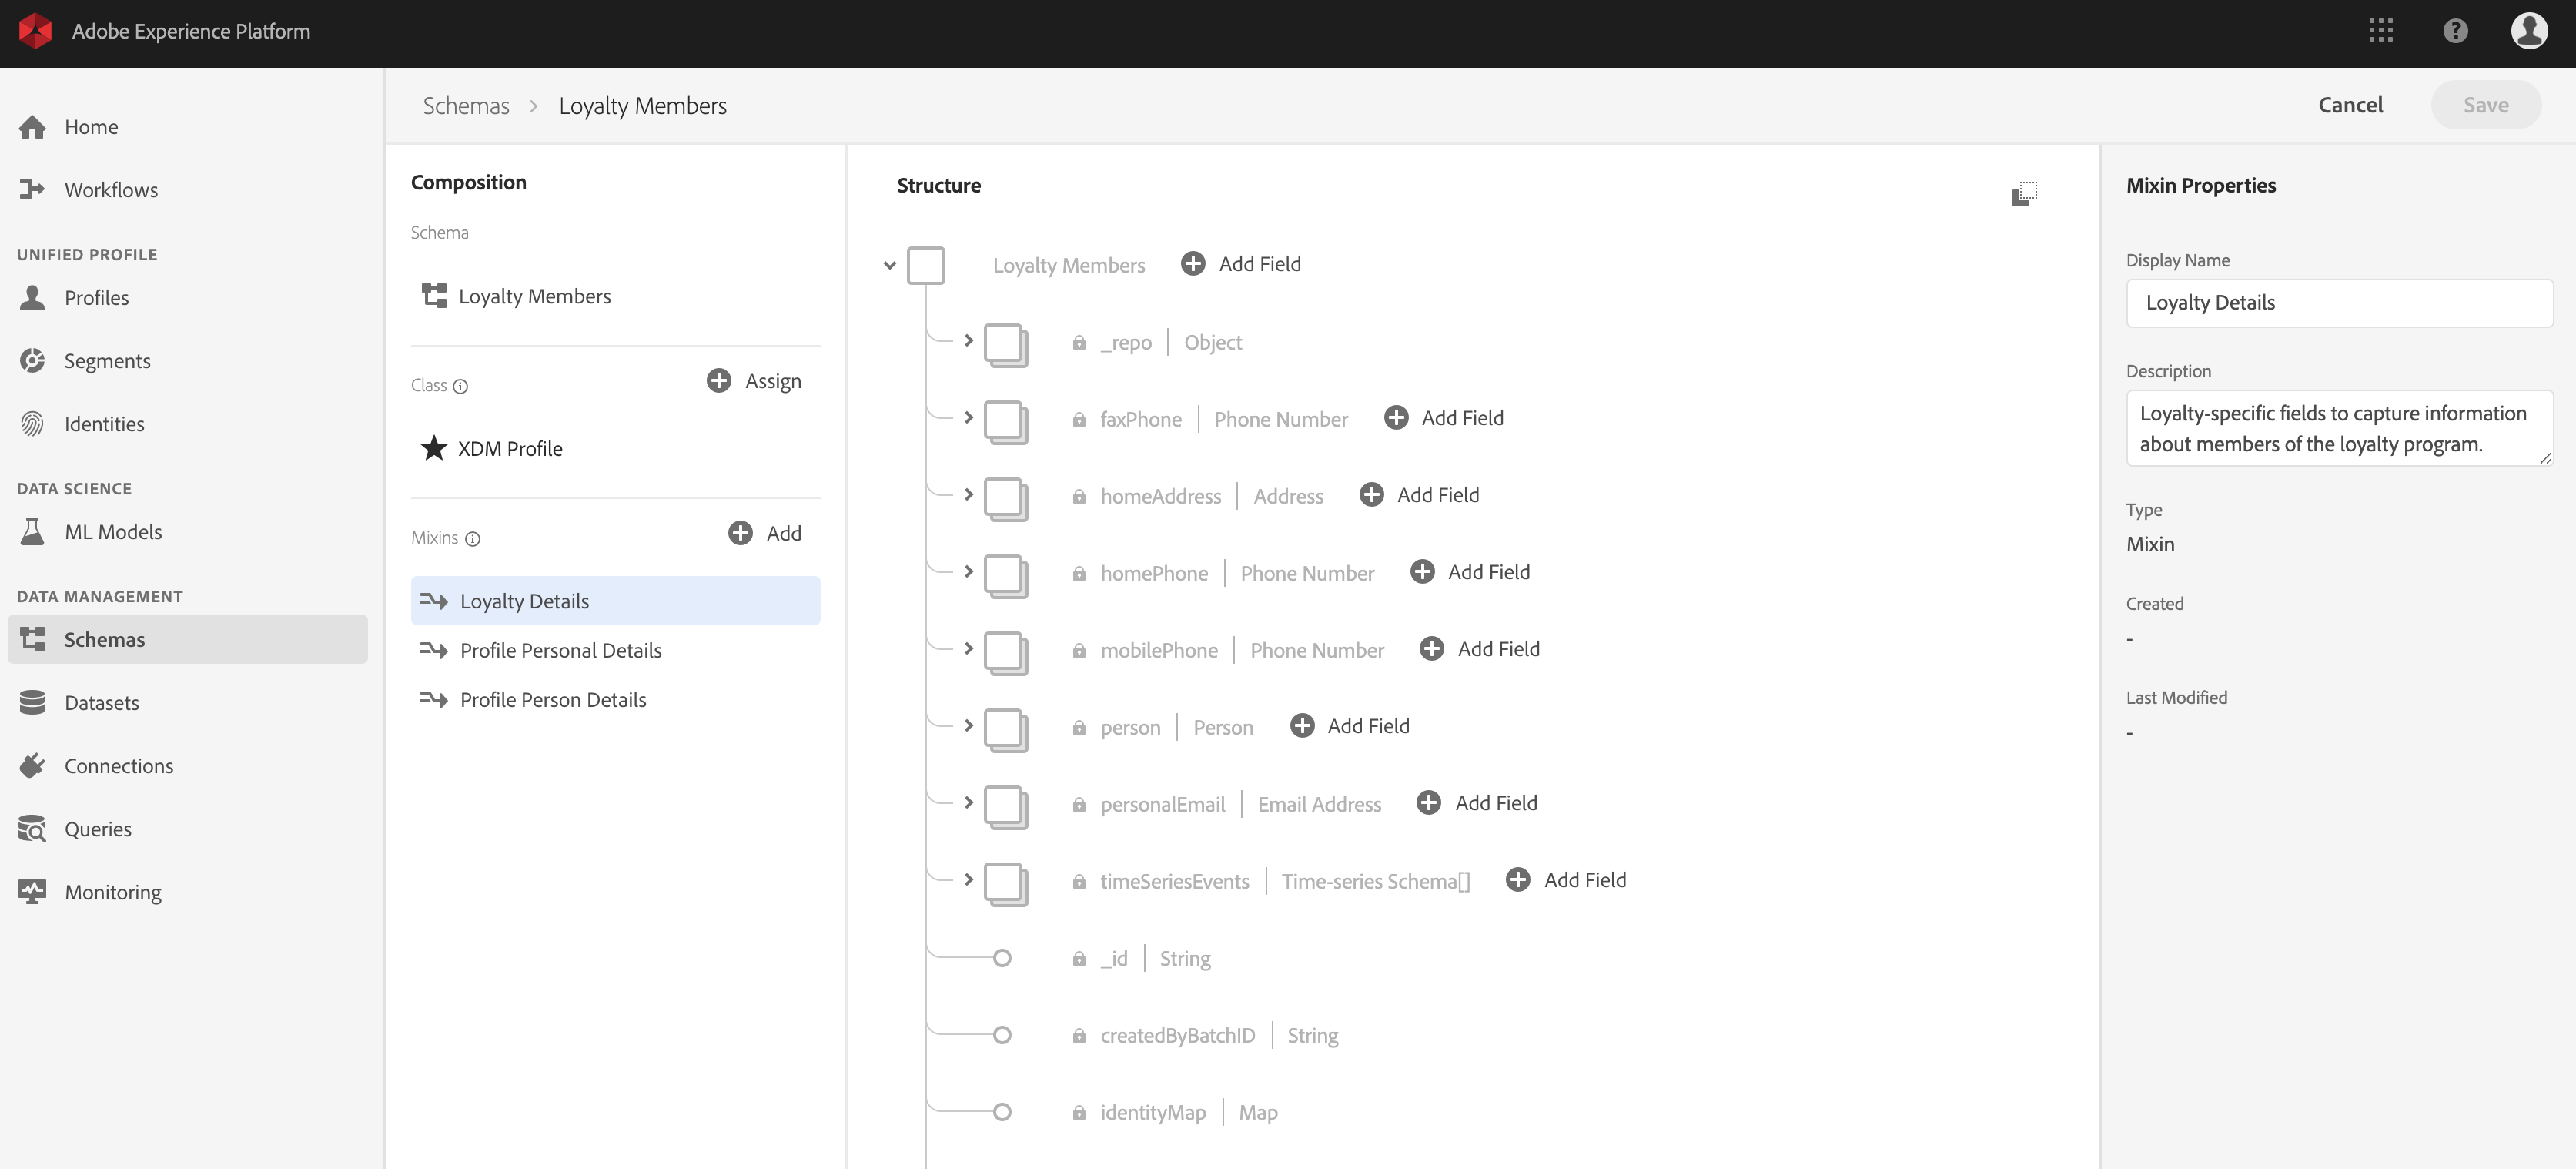 Adobe Experience Platform
?
Home
Workflows
UNIFIED PROFILE
Profiles
Segments
Identities
DATA SCIENCE
ML Models
DATA MANAGEMENT
Schemas
Datasets
Connections
Queries
Monitoring
Schemas > Loyalty Members
Cancel
Save
Composition
Schema
Loyalty Members
Class
Assign
XDM Profile
Mixins
Add
Loyalty Details
Profile Personal Details
Profile Person Details
Structure
Loyalty Members Add Field
_repo | Object
faxPhone | Phone Number Add Field
homeAddress | Address Add Field
homePhone | Phone Number Add Field
mobilePhone | Phone Number Add Field
person | Person Add Field
personalEmail | Email Address Add Field
timeSeriesEvents | Time-series Schema[] Add Field
_id | String
createdByBatchID | String
identityMap | Map
Mixin Properties
Display Name
Loyalty Details
Description
Loyalty-specific fields to capture information
about members of the loyalty program.
Type
Mixin
Created
-
Last Modified
-